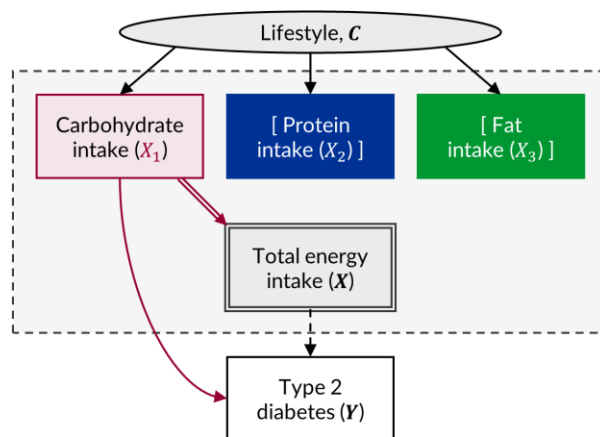 Lifestyle, C
Carbohydrate
intake (X₁)
[ Protein
intake (X₂) ]
[ Fat
intake (X₃) ]
Total energy
intake (X)
Type 2
diabetes (Y)